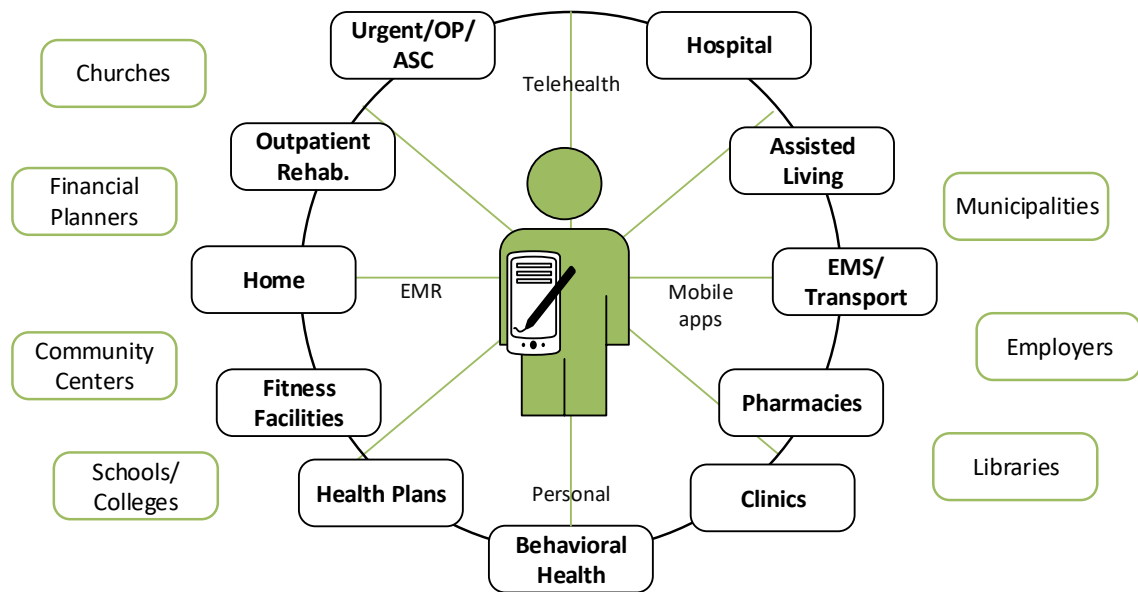 Urgent/OP/
ASC
Hospital
Churches
Telehealth
Outpatient
Rehab.
Assisted
Living
Financial
Planners
Municipalities
Home
EMR
Mobile
apps
EMS/
Transport
Community
Centers
Employers
Fitness
Facilities
Pharmacies
Schools/
Colleges
Health Plans
Personal
Clinics
Libraries
Behavioral
Health